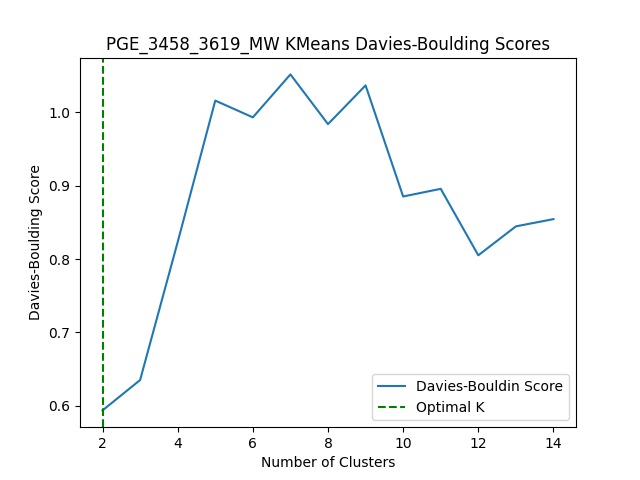 PGE_3458_3619_MW KMeans Davies-Boulding Scores
Davies-Boulding Score
1.0
0.9
0.8
0.7
0.6
Davies-Bouldin Score
Optimal K
2 4 6 8 10 12 14
Number of Clusters